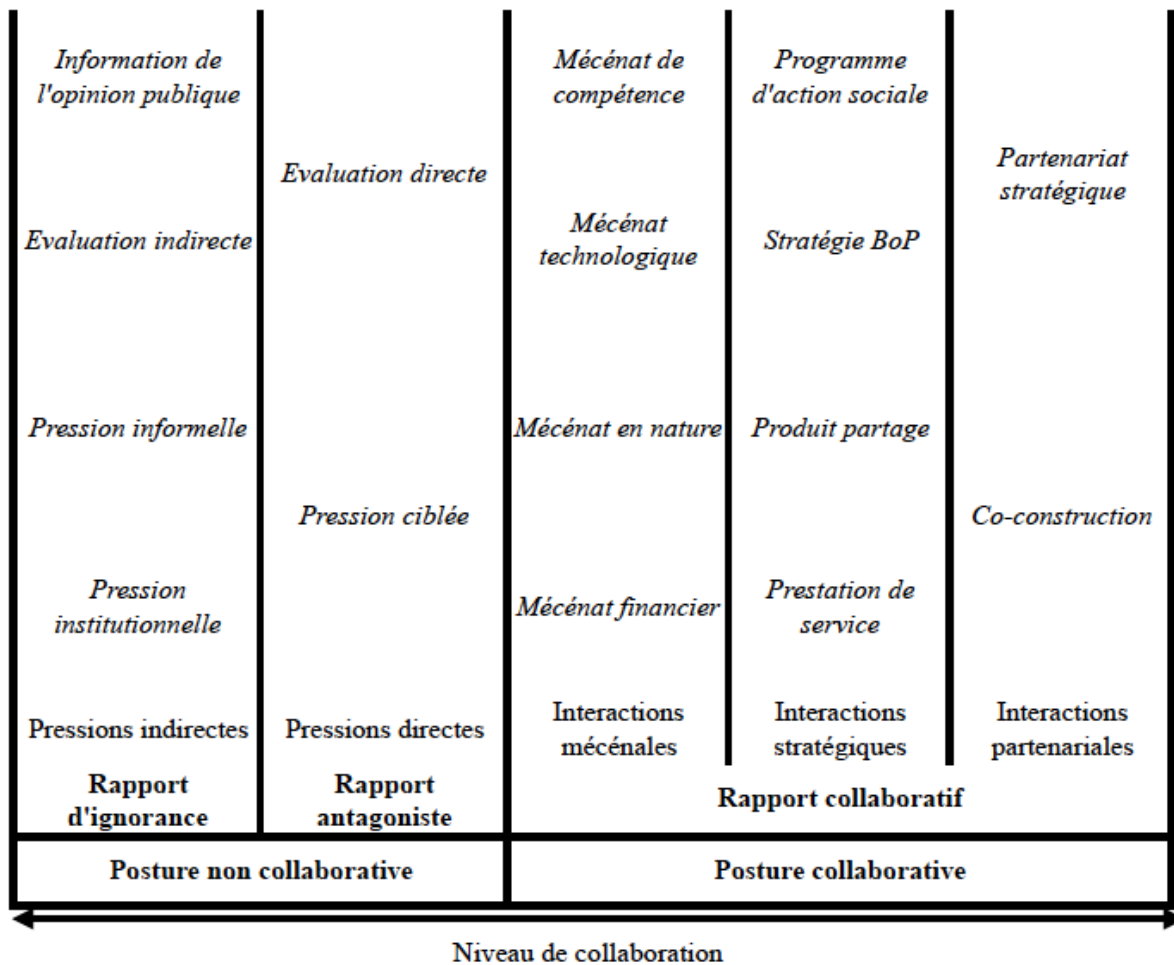 Information de
l'opinion publique
Evaluation indirecte
Pression informelle
Pression
institutionnelle
Pressions indirectes
Rapport
d'ignorance
Evaluation directe
Pression ciblée
Pressions directes
Rapport
antagoniste
Posture non collaborative
Mécénat de
compétence
Mécénat
technologique
Mécénat en nature
Mécénat financier
Interactions
mécénales
Programme
d'action sociale
Stratégie BoP
Produit partage
Prestation de
service
Interactions
stratégiques
Partenariat
stratégique
Co-construction
Interactions
partenariales
Rapport collaboratif
Posture collaborative
Niveau de collaboration